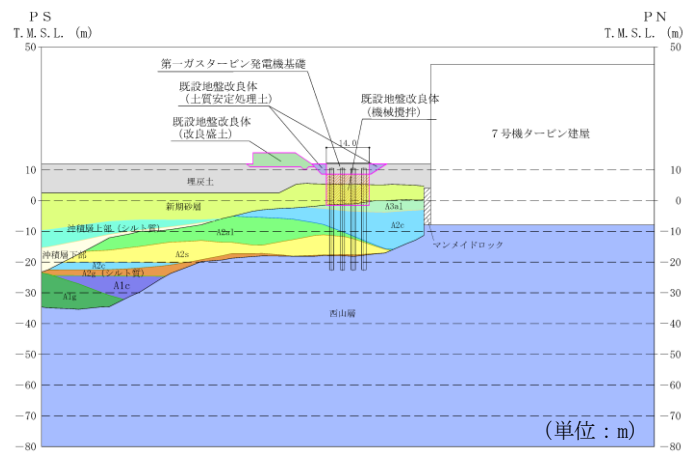 PS
PN
T.M.S.L. (m)
T.M.S.L. (m)
50
50
第一ガスタービン発電機基礎
既設地盤改良体
(土質安定処理土)
既設地盤改良体
(機械攪拌)
既設地盤改良体
(改良盛土)
14.0
7号機タービン建屋
10
10
埋戻土
0
0
新期砂層
A3al
沖積層上部(シルト質)
A2al
A2c
-10
-10
マンメイドロック
沖積層下部
A2s
A2c
-20
-20
A2g(シルト質)
A1c
A1g
-30
-30
西山層
-40
-40
-50
-50
-60
-60
-70
-70
(単位:m)
-80
-80